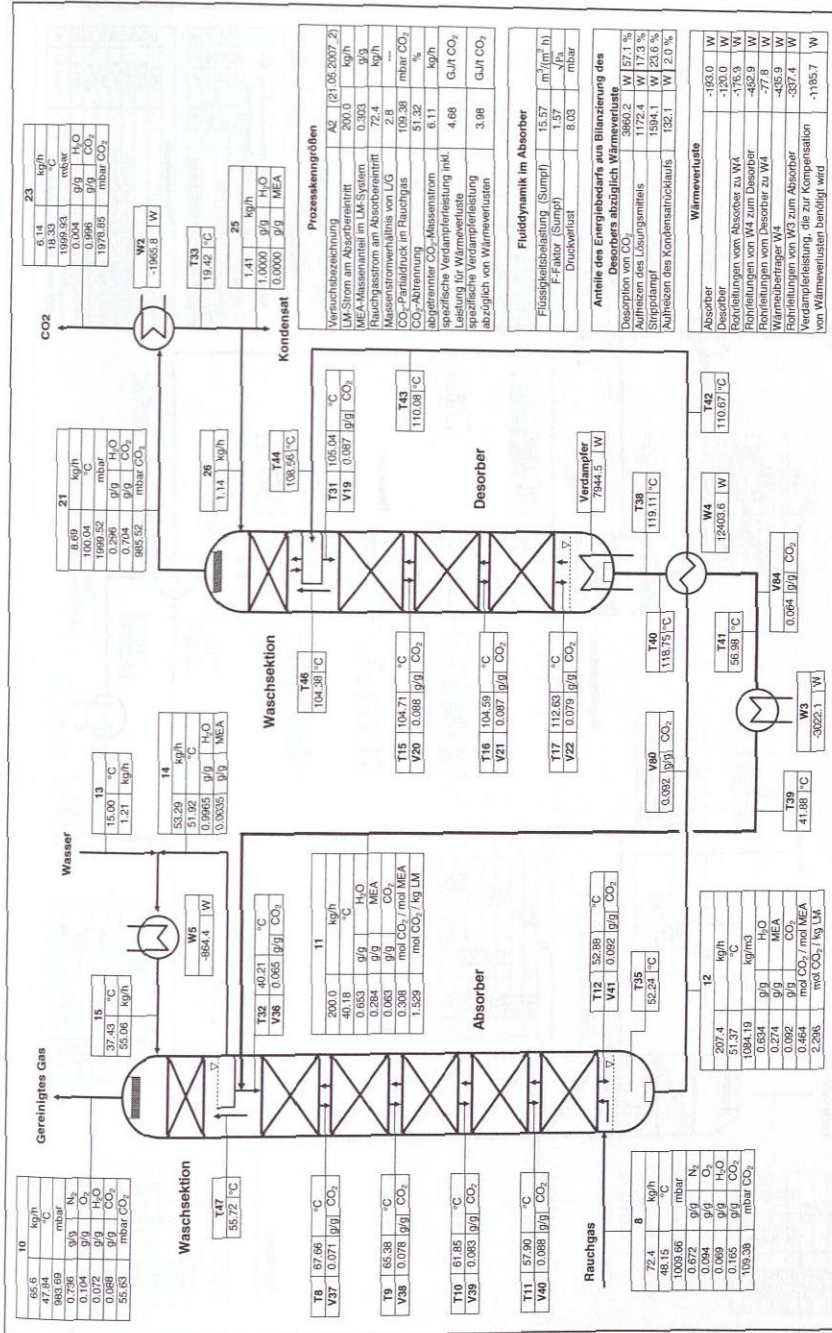 10
65.6 kg/h
47.84 °C
983.69 mbar
0.736 g/g N₂
0.104 g/g O₂
0.072 g/g H₂O
0.088 g/g CO₂
55.63 mbar CO₂
Gereinigtes Gas
15
37.43 °C
55.06 kg/h
W5
-864.4 W
Wasser
13
15.00 °C
1.21 kg/h
14
53.29 kg/h
51.92 °C
0.9965 g/g H₂O
0.0035 g/g MEA
Waschsektion
T47
55.72 °C
T32 40.21 °C
V36 0.065 g/g CO₂
T8 67.66 °C
V37 0.071 g/g CO₂
T9 65.38 °C
V38 0.078 g/g CO₂
T10 61.85 °C
V39 0.083 g/g CO₂
T11 57.90 °C
V40 0.088 g/g CO₂
11
200.0 kg/h
40.18 °C
0.653 g/g H₂O
0.284 g/g MEA
0.063 g/g CO₂
0.308 mol CO₂ / mol MEA
1.529 mol CO₂ / kg LM
Absorber
T12 52.88 °C
V41 0.092 g/g CO₂
T35
52.24 °C
Rauchgas
8
72.4 kg/h
48.15 °C
1009.66 mbar
0.672 g/g N₂
0.094 g/g O₂
0.069 g/g H₂O
0.165 g/g CO₂
109.38 mbar CO₂
12
207.4 kg/h
51.37 °C
1084.19 kg/m3
0.634 g/g H₂O
0.274 g/g MEA
0.092 g/g CO₂
0.464 mol CO₂ / mol MEA
2.296 mol CO₂ / kg LM
T39
41.88 °C
W3
-3022.1 W
V80
0.092 g/g CO₂
T40
118.75 °C
T41
56.98 °C
V84
0.064 g/g CO₂
T38
119.11 °C
W4
12403.6 W
T42
110.67 °C
21
8.69 kg/h
100.04 °C
1999.52 mbar
0.296 g/g H₂O
0.704 g/g CO₂
985.52 mbar CO₂
CO2
23
6.14 kg/h
18.33 °C
1999.93 mbar
0.004 g/g H₂O
0.996 g/g CO₂
1978.85 mbar CO₂
W2
-1965.8 W
T33
19.42 °C
25
1.41 kg/h
1.0000 g/g H₂O
0.0000 g/g MEA
Kondensat
26
1.14 kg/h
Waschsektion
T46
104.38 °C
T44
108.56 °C
T31 105.04 °C
V19 0.087 g/g CO₂
T43
110.08 °C
T15 104.71 °C
V20 0.088 g/g CO₂
T16 104.59 °C
V21 0.087 g/g CO₂
T17 112.63 °C
V22 0.079 g/g CO₂
Desorber
Verdampfer
7944.5 W
Prozesskenngrößen
Versuchsbezeichnung A2 (21.05.2007_2)
LM-Strom am Absorbereintritt 200.0 kg/h
MEA-Massenanteil im LM-System 0.303 g/g
Rauchgasstrom am Absorbereintritt 72.4 kg/h
Massenstromverhältnis von L/G 2.8 ---
CO₂-Partialdruck im Rauchgas 109.38 mbar CO₂
CO₂-Abtrennung 51.32 %
abgetrennter CO₂-Massenstrom 6.11 kg/h
spezifische Verdampferleistung inkl.
Leistung für Wärmeverluste 4.68 GJ/t CO₂
spezifische Verdampferleistung
abzüglich von Wärmeverlusten 3.98 GJ/t CO₂
Fluiddynamik im Absorber
Flüssigkeitsbelastung (Sumpf) 15.57 m³/(m² h)
F-Faktor (Sumpf) 1.57 √Pa
Druckverlust 8.03 mbar
Anteile des Energiebedarfs aus Bilanzierung des
Desorbers abzüglich Wärmeverluste
Desorption von CO₂ 3860.2 W 57.1 %
Aufheizen des Lösungsmittels 1172.4 W 17.3 %
Strippdampf 1594.1 W 23.6 %
Aufheizen des Kondensatrücklaufs 132.1 W 2.0 %
Wärmeverluste
Absorber -193.0 W
Desorber -120.0 W
Rohrleitungen vom Absorber zu W4 -176.9 W
Rohrleitungen von W4 zum Desorber -452.9 W
Rohrleitungen vom Desorber zu W4 -77.8 W
Wärmeübertrager W4 -435.9 W
Rohrleitungen von W3 zum Absorber -337.4 W
Verdampferleistung, die zur Kompensation
von Wärmeverlusten benötigt wird -1185.7 W